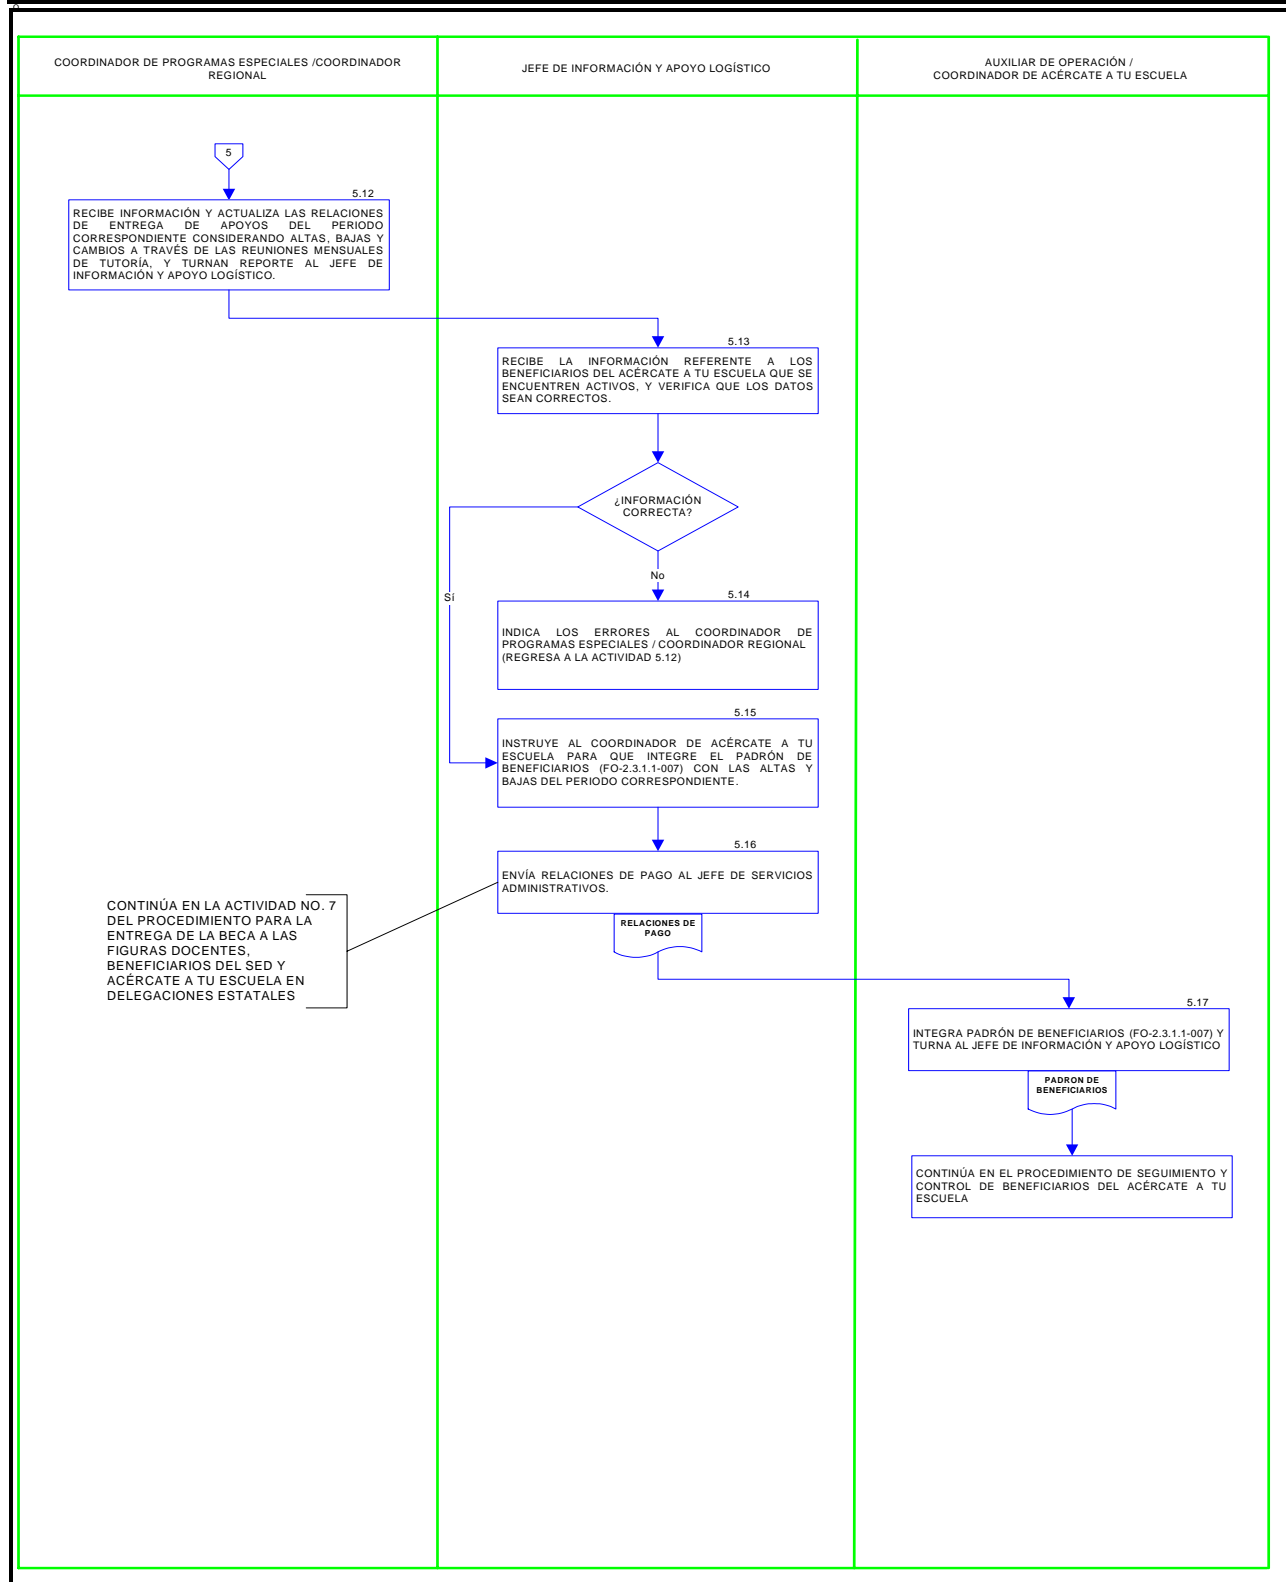 COORDINADOR DE PROGRAMAS ESPECIALES /COORDINADOR
REGIONAL
JEFE DE INFORMACIÓN Y APOYO LOGÍSTICO
AUXILIAR DE OPERACIÓN /
COORDINADOR DE ACÉRCATE A TU ESCUELA
5
5.12
RECIBE INFORMACIÓN Y ACTUALIZA LAS RELACIONES
DE ENTREGA DE APOYOS DEL PERIODO
CORRESPONDIENTE CONSIDERANDO ALTAS, BAJAS Y
CAMBIOS A TRAVÉS DE LAS REUNIONES MENSUALES
DE TUTORÍA, Y TURNAN REPORTE AL JEFE DE
INFORMACIÓN Y APOYO LOGÍSTICO.
5.13
RECIBE LA INFORMACIÓN REFERENTE A LOS
BENEFICIARIOS DEL ACÉRCATE A TU ESCUELA QUE SE
ENCUENTREN ACTIVOS, Y VERIFICA QUE LOS DATOS
SEAN CORRECTOS.
¿INFORMACIÓN
CORRECTA?
No
Sí
5.14
INDICA LOS ERRORES AL COORDINADOR DE
PROGRAMAS ESPECIALES / COORDINADOR REGIONAL
(REGRESA A LA ACTIVIDAD 5.12)
5.15
INSTRUYE AL COORDINADOR DE ACÉRCATE A TU
ESCUELA PARA QUE INTEGRE EL PADRÓN DE
BENEFICIARIOS (FO-2.3.1.1-007) CON LAS ALTAS Y
BAJAS DEL PERIODO CORRESPONDIENTE.
5.16
ENVÍA RELACIONES DE PAGO AL JEFE DE SERVICIOS
ADMINISTRATIVOS.
RELACIONES DE
PAGO
CONTINÚA EN LA ACTIVIDAD NO. 7
DEL PROCEDIMIENTO PARA LA
ENTREGA DE LA BECA A LAS
FIGURAS DOCENTES,
BENEFICIARIOS DEL SED Y
ACÉRCATE A TU ESCUELA EN
DELEGACIONES ESTATALES
5.17
INTEGRA PADRÓN DE BENEFICIARIOS (FO-2.3.1.1-007) Y
TURNA AL JEFE DE INFORMACIÓN Y APOYO LOGÍSTICO
PADRON DE
BENEFICIARIOS
CONTINÚA EN EL PROCEDIMIENTO DE SEGUIMIENTO Y
CONTROL DE BENEFICIARIOS DEL ACÉRCATE A TU
ESCUELA